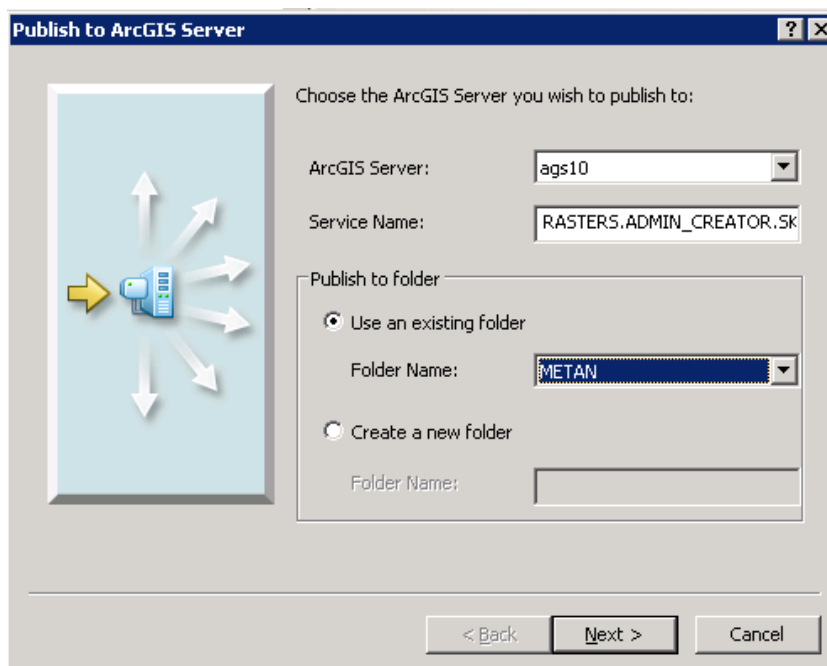 Publish to ArcGIS Server
Choose the ArcGIS Server you wish to publish to:
ArcGIS Server: ags10
Service Name: RASTERS.ADMIN_CREATOR.SK
Publish to folder
Use an existing folder
Folder Name: METAN
Create a new folder
Folder Name:
< Back Next > Cancel